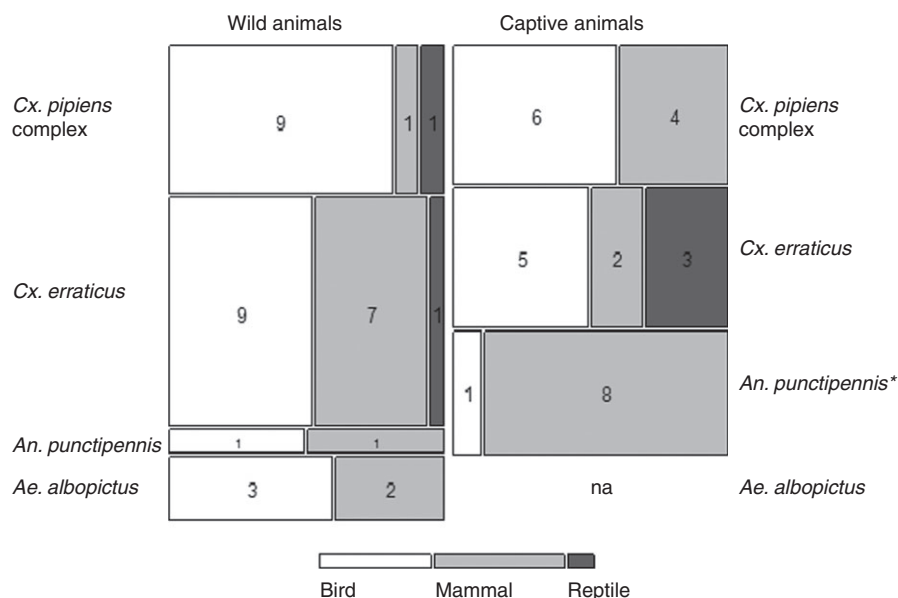 Wild animals Captive animals
Cx. pipiens
complex
9 1 1
6 4
Cx. pipiens
complex
Cx. erraticus
9 7 1
5 2 3
Cx. erraticus
An. punctipennis
1 1
1 8
An. punctipennis*
Ae. albopictus
3 2
na
Ae. albopictus
Bird Mammal Reptile